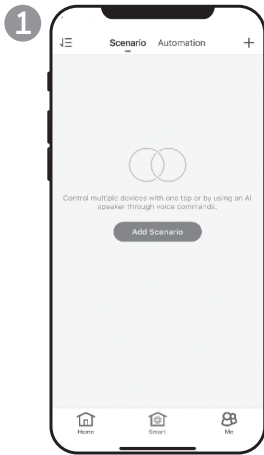 1
Scenario Automation +
Control multiple devices with one tap or by using an AI
speaker through voice commands.
Add Scenario
Home Smart Me